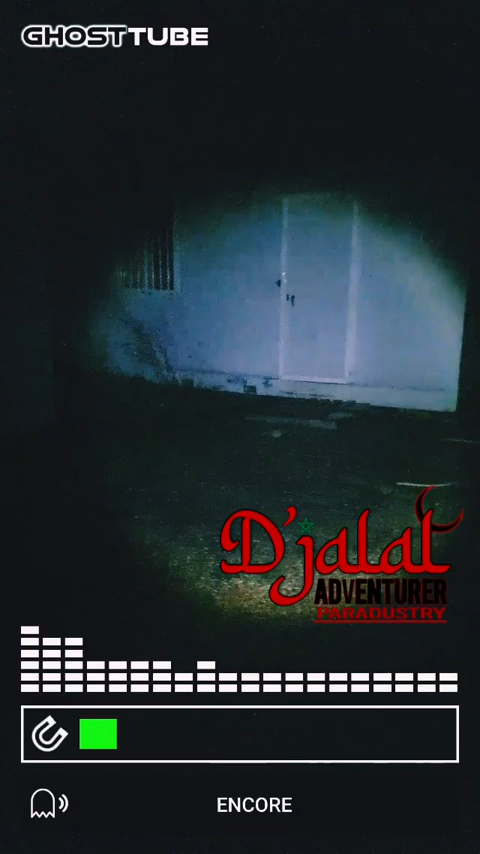 GHOSTTUBE
D'jalal
ADVENTURER
PARADUSTRY
ENCORE